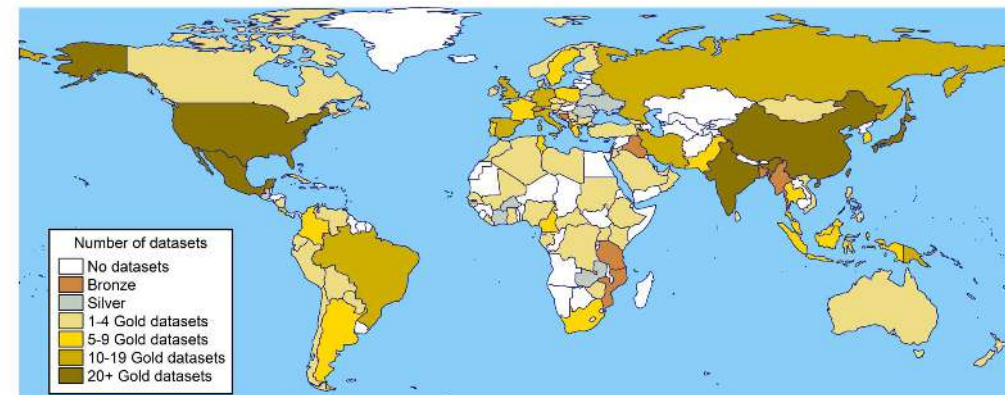 Number of datasets
No datasets
Bronze
Silver
1-4 Gold datasets
5-9 Gold datasets
10-19 Gold datasets
20+ Gold datasets